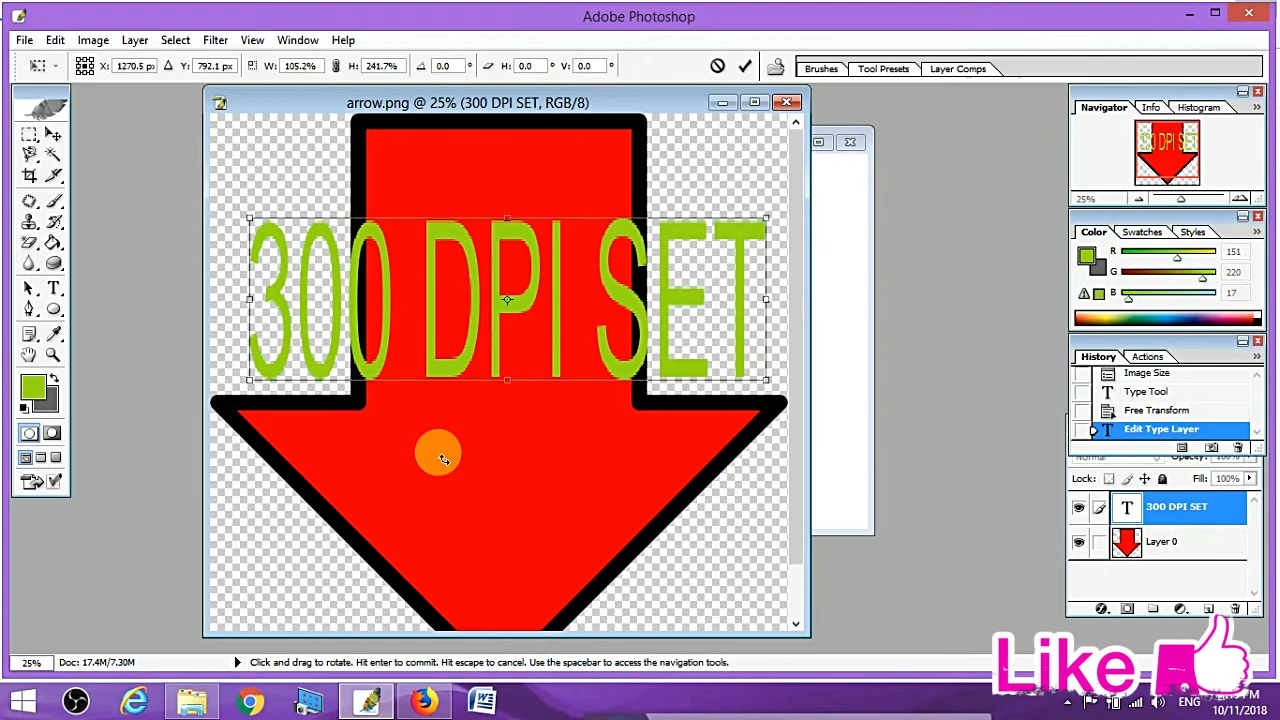 Adobe Photoshop
File Edit Image Layer Select Filter View Window Help
X: 1270.5 px Y: 792.1 px W: 105.2% H: 241.7% 0.0 ° H: 0.0 ° V: 0.0 °
Brushes Tool Presets Layer Comps
arrow.png @ 25% (300 DPI SET, RGB/8)
Navigator Info Histogram
300 DPI SET
25%
Color Swatches Styles
R 151
G 220
B 17
300 DPI SET
History Actions
Image Size
Type Tool
Free Transform
Edit Type Layer
Normal Opacity: 100%
Lock: Fill: 100%
T 300 DPI SET
Layer 0
25% Doc: 17.4M/7.30M Click and drag to rotate. Hit enter to commit. Hit escape to cancel. Use the spacebar to access the navigation tools.
Like
ENG
10/11/2018